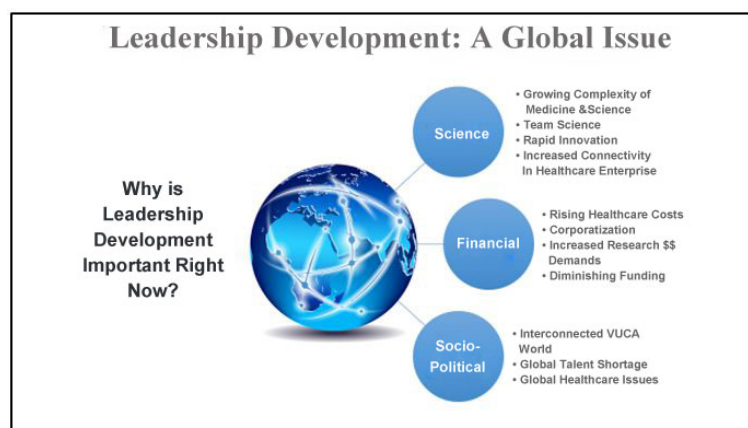 Leadership Development: A Global Issue
Why is
Leadership
Development
Important Right
Now?
Science
• Growing Complexity of
Medicine &Science
• Team Science
• Rapid Innovation
• Increased Connectivity
In Healthcare Enterprise
Financial
• Rising Healthcare Costs
• Corporatization
• Increased Research $$
Demands
• Diminishing Funding
Socio-
Political
• Interconnected VUCA
World
• Global Talent Shortage
• Global Healthcare Issues